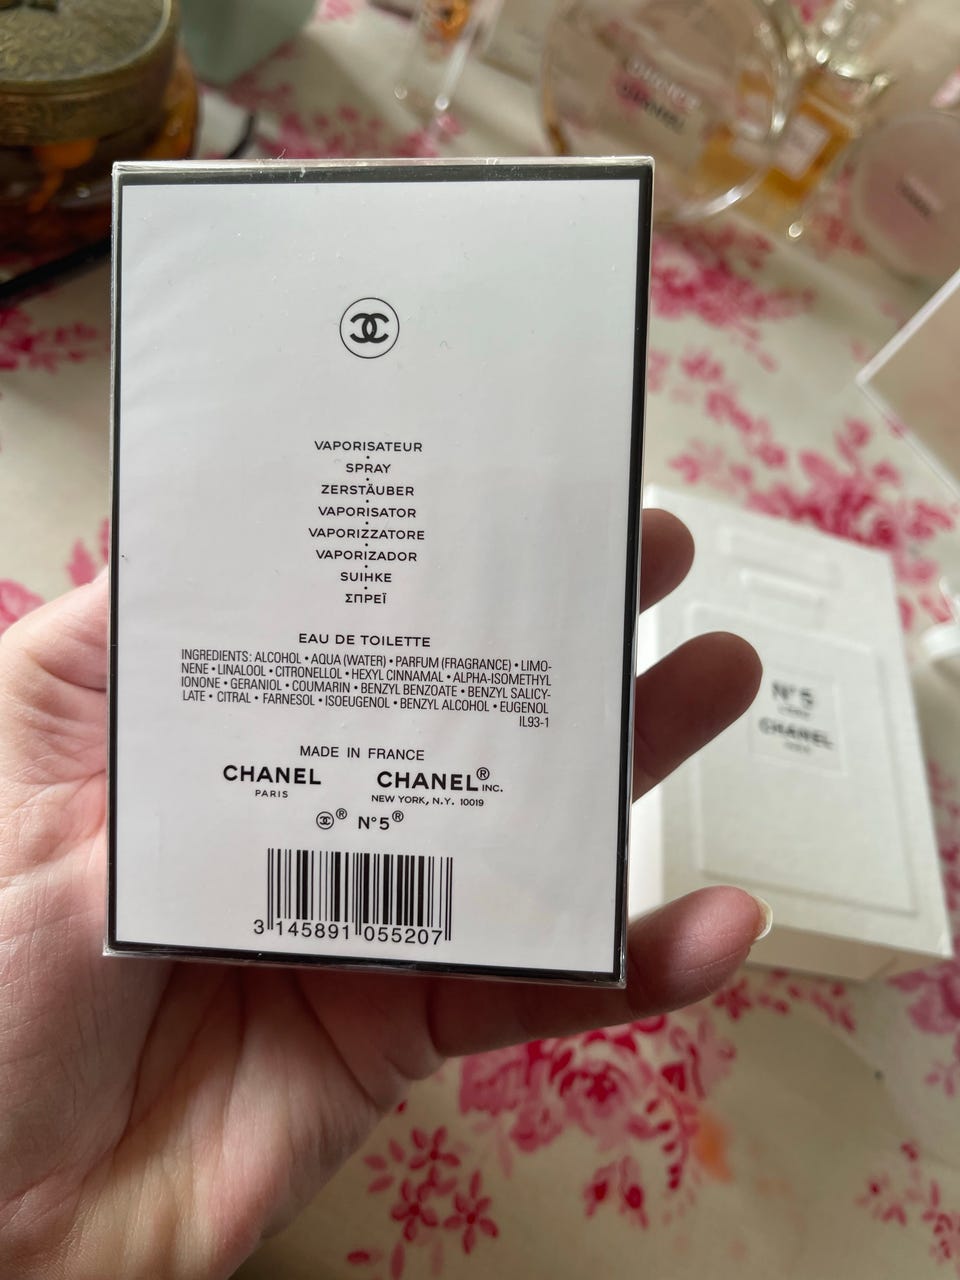 VAPORISATEUR
SPRAY
ZERSTÄUBER
VAPORISATOR
VAPORIZZATORE
VAPORIZADOR
SUIHKE
ΣΠΡΕΪ
EAU DE TOILETTE
INGREDIENTS: ALCOHOL • AQUA (WATER) • PARFUM (FRAGRANCE) • LIMO-
NENE • LINALOOL • CITRONELLOL • HEXYL CINNAMAL • ALPHA-ISOMETHYL
IONONE • GERANIOL • COUMARIN • BENZYL BENZOATE • BENZYL SALICY-
LATE • CITRAL • FARNESOL • ISOEUGENOL • BENZYL ALCOHOL • EUGENOL
IL93-1
MADE IN FRANCE
CHANEL CHANEL® INC.
PARIS NEW YORK, N.Y. 10019
® N°5®
3 145891 055207
N°5
CHANEL